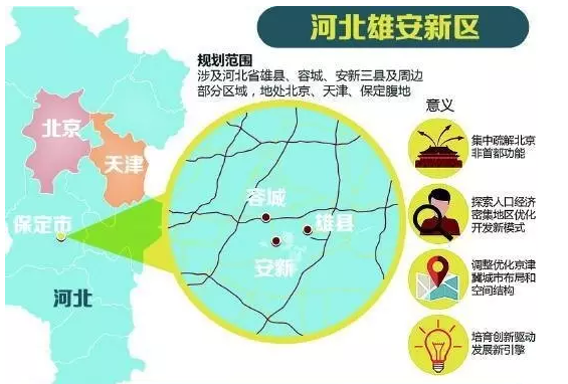 河北雄安新区
规划范围
涉及河北省雄县、容城、安新三县及周边
部分区域，地处北京、天津、保定腹地
北京
天津
保定市
河北
容城
雄县
安新
意义
集中疏解北京
非首都功能
探索人口经济
密集地区优化
开发新模式
调整优化京津
冀城市布局和
空间结构
培育创新驱动
发展新引擎